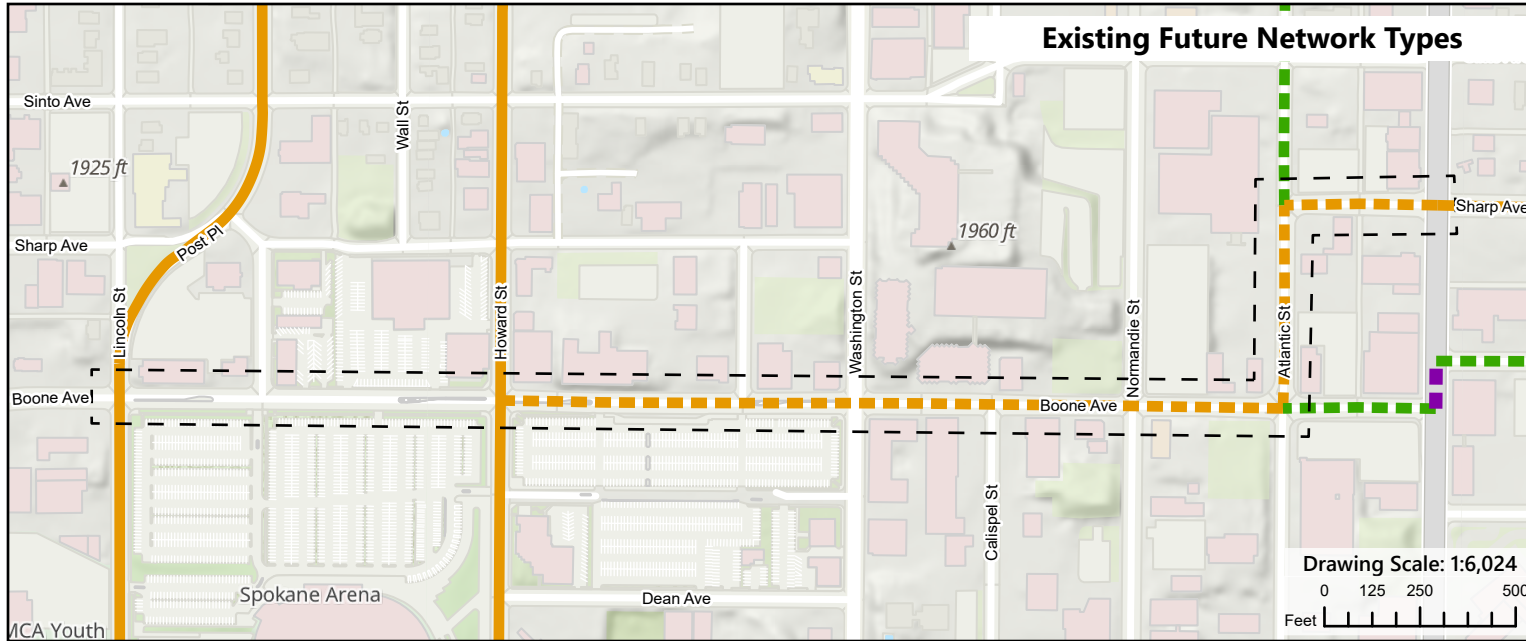 Existing Future Network Types
Sinto Ave
Wall St
1925 ft
Sharp Ave
Sharp Ave
Post Pl
1960 ft
Lincoln St
Howard St
Washington St
Normandie St
Atlantic St
Boone Ave
Boone Ave
Calispel St
Drawing Scale: 1:6,024
0 125 250 500
Feet
Spokane Arena
Dean Ave
MCA Youth